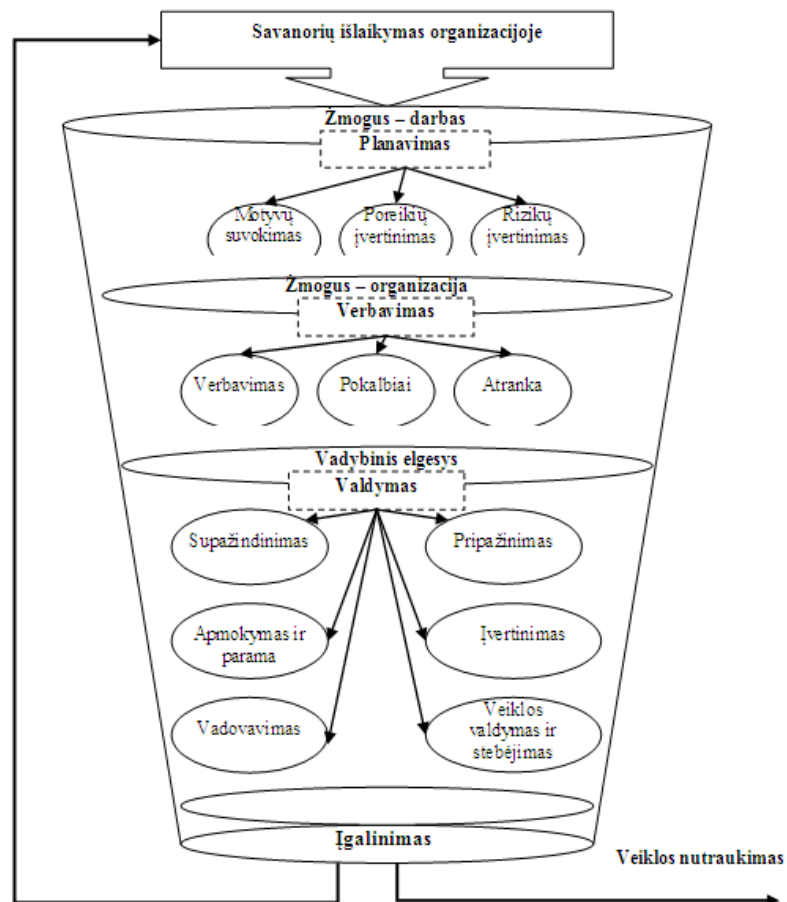 Savanorių išlaikymas organizacijoje
Žmogus – darbas
Planavimas
Motyvų
suvokimas
Poreikių
įvertinimas
Rizikų
įvertinimas
Žmogus – organizacija
Verbavimas
Verbavimas
Pokalbiai
Atranka
Vadybinis elgesys
Valdymas
Supažindinimas
Pripažinimas
Apmokymas ir
parama
Įvertinimas
Vadovavimas
Veiklos
valdymas ir
stebėjimas
Įgalinimas
Veiklos nutraukimas